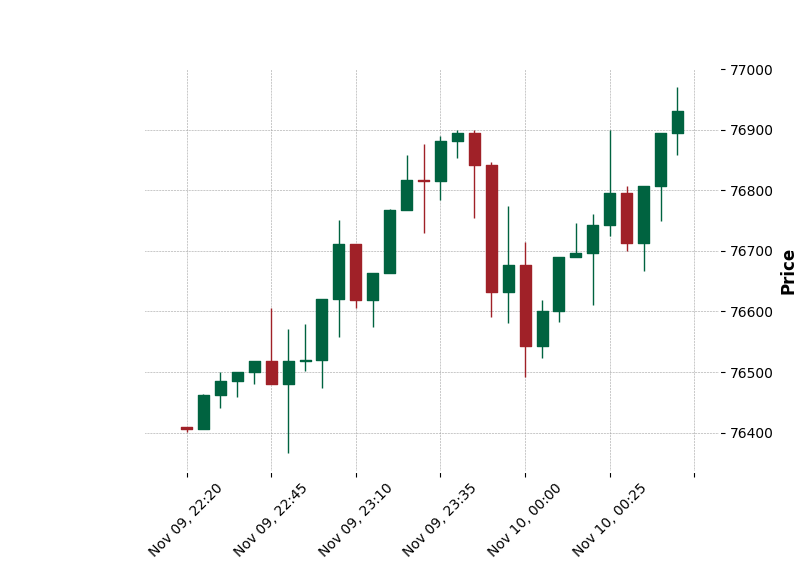 77000
76900
76800
76700
76600
76500
76400
Price
Nov 09, 22:20
Nov 09, 22:45
Nov 09, 23:10
Nov 09, 23:35
Nov 10, 00:00
Nov 10, 00:25